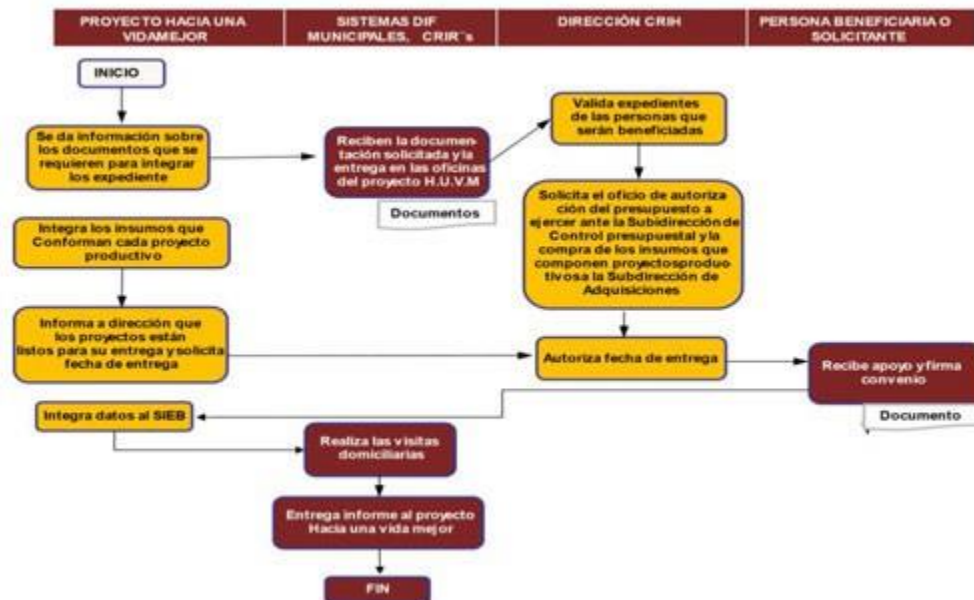 PROYECTO HACIA UNA
VIDAMEJOR
SISTEMAS DIF
MUNICIPALES, CRIR¨s
DIRECCIÓN CRIH
PERSONA BENEFICIARIA O
SOLICITANTE
INICIO
Se da información sobre
los documentos que se
requieren para integrar
los expediente
Reciben la documen-
tación solicitada y la
entrega en las oficinas
del proyecto H.U.V.M
Documentos
Valida expedientes
de las personas que
serán beneficiadas
Solicita el oficio de autoriza
ción del presupuesto a
ejercer ante la Subidirección de
Control presupuestal y la
compra de los insumos que
componen proyectosproduo
tivosa la Subdirección de
Adquisiciones
Integra los insumos que
Conforman cada proyecto
productivo
Informa a dirección que
los proyectos están
listos para su entrega ysolicita
fecha de entrega
Autoriza fecha de entrega
Recibe apoyo y firma
convenio
Documento
Integra datos al SIEB
Realiza las visitas
domiciliarias
Entrega informe al proyecto
Hacia una vida mejor
FIN